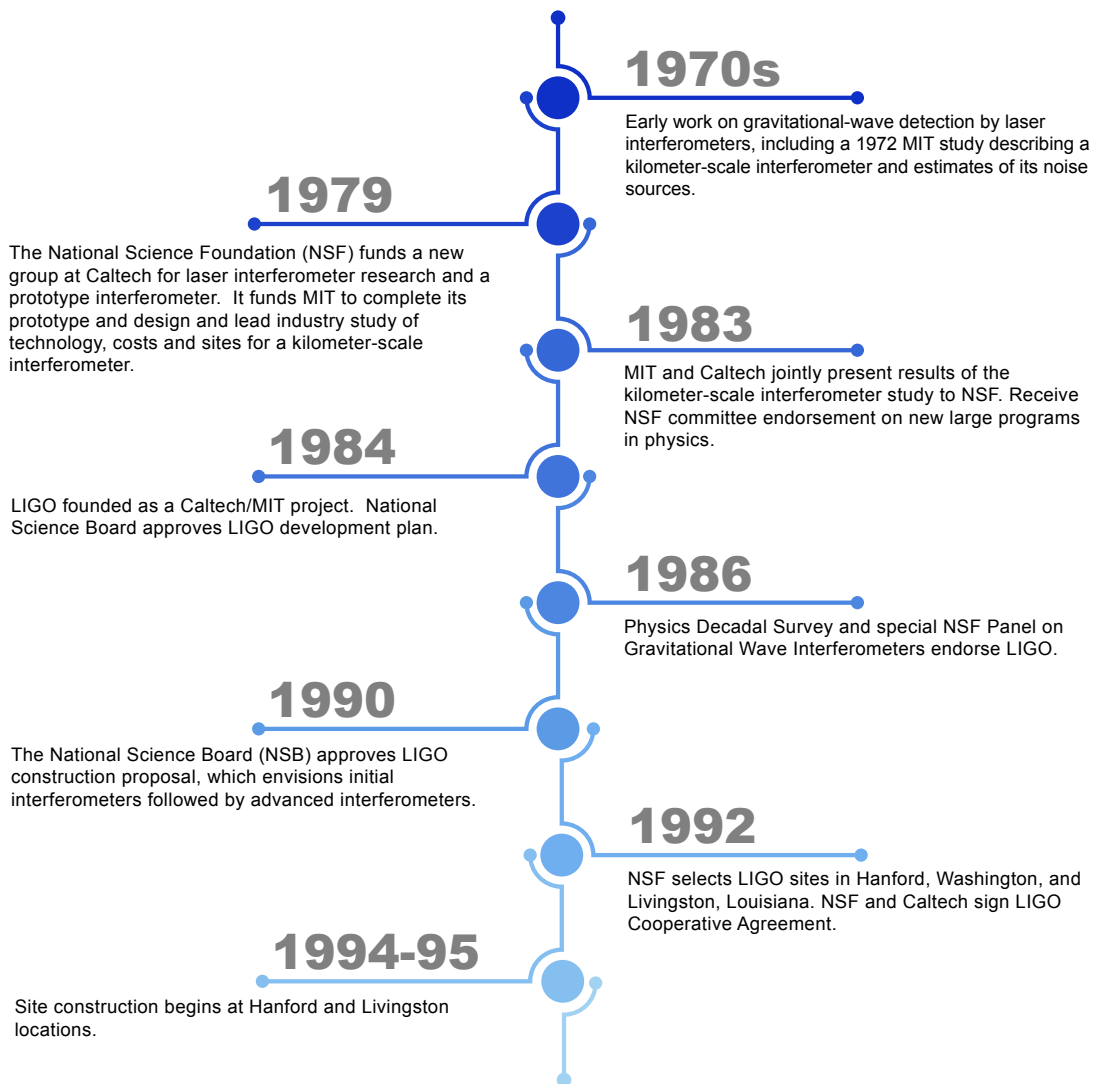 1970s
Early work on gravitational-wave detection by laser
interferometers, including a 1972 MIT study describing a
kilometer-scale interferometer and estimates of its noise
sources.
1979
The National Science Foundation (NSF) funds a new
group at Caltech for laser interferometer research and a
prototype interferometer.  It funds MIT to complete its
prototype and design and lead industry study of
technology, costs and sites for a kilometer-scale
interferometer.
1983
MIT and Caltech jointly present results of the
kilometer-scale interferometer study to NSF. Receive
NSF committee endorsement on new large programs
in physics.
1984
LIGO founded as a Caltech/MIT project.  National
Science Board approves LIGO development plan.
1986
Physics Decadal Survey and special NSF Panel on
Gravitational Wave Interferometers endorse LIGO.
1990
The National Science Board (NSB) approves LIGO
construction proposal, which envisions initial
interferometers followed by advanced interferometers.
1992
NSF selects LIGO sites in Hanford, Washington, and
Livingston, Louisiana. NSF and Caltech sign LIGO
Cooperative Agreement.
1994-95
Site construction begins at Hanford and Livingston
locations.